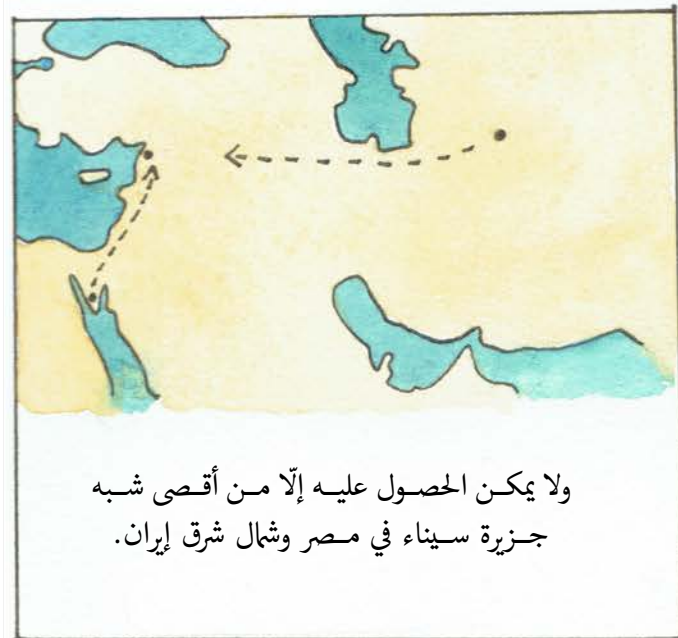 ولا يمكن الحصول عليه إلّا من أقصى شبه
جزيرة سيناء في مصر وشمال شرق إيران.